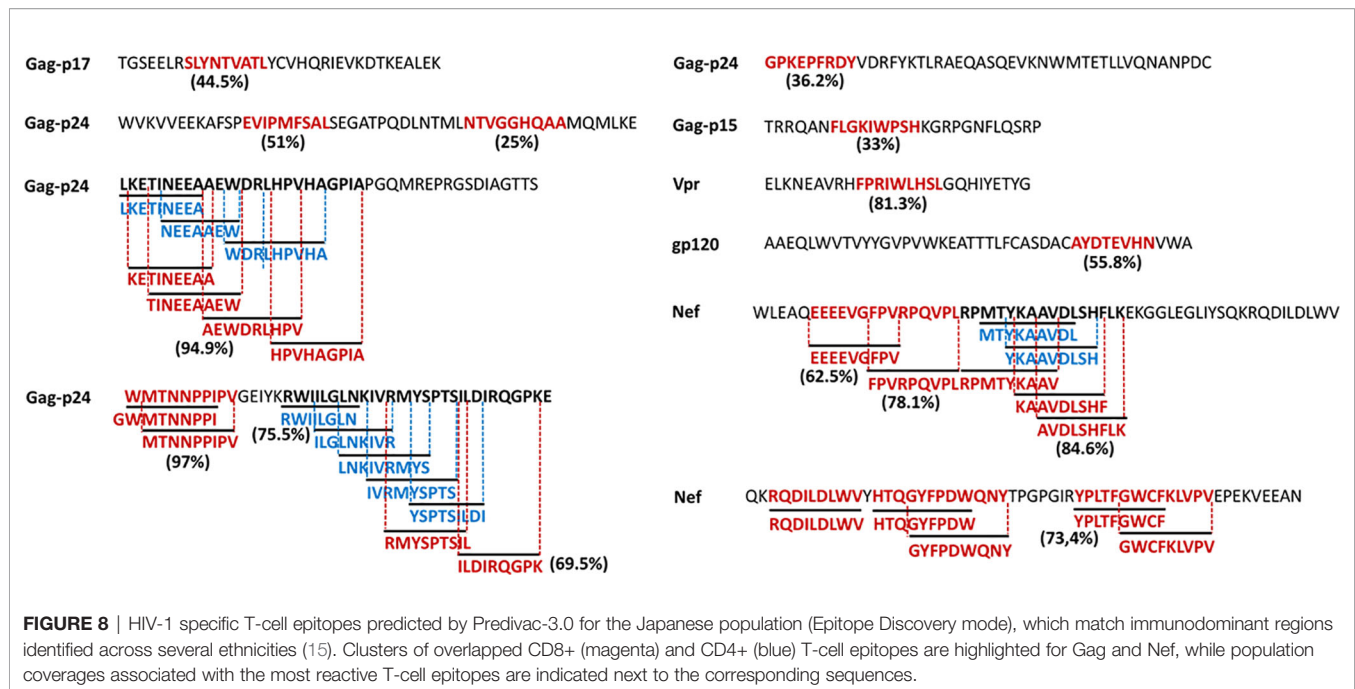 Gag-p17 TGSEELRSLYNTVATLYCVHQRIEVKDTKEALEK
(44.5%)
Gag-p24 WVKVVEEKAFSPEVIPMFSALSEGATPQDLNTMLNTVGGHQAAMQMLKE
(51%) (25%)
Gag-p24 LKETINEEAAEWDRLHPVHAGPIAPGQMREPRGSDIAGTTS
LKETINEEA
NEEAAEW
WDRLHPVHA
KETINEEAA
TINEEAAEW
AEWDRLHPV
(94.9%)
HPVHAGPIA
Gag-p24 WMTNNPPIPVGEIYKRWIILGLNKIVRMYSPTSILDIRQGPKE
GWMTNNPPI
MTNNPPIPV
(97%)
RWIILGLN
(75.5%)
ILGLNKIVR
LNKIVRMYS
IVRMYSPTS
YSPTSILDI
RMYSPTSIL
ILDIRQGPK (69.5%)
Gag-p24 GPKEPFRDYVDRFYKTLRAEQASQEVKNWMTETLLVQNANPDC
(36.2%)
Gag-p15 TRRQANFLGKIWPSHKGRPGNFLQSRP
(33%)
Vpr ELKNEAVRHFPRIWLHSLGQHIYETYG
(81.3%)
gp120 AAEQLWVTVYYGVPVWKEATTTLFCASDACAYDTEVHNVWA
(55.8%)
Nef WLEAQEEEEVGFPVRPQVPLRPMTYKAAVDLSHFLKEKGGLEGLIYSQKRQDILDLWV
MTYKAAVDL
YKAAVDLSH
EEEEVGFPV
(62.5%)
FPVRPQVPLRPMTYKAAV
(78.1%)
KAAVDLSHF
AVDLSHFLK
(84.6%)
Nef QKRQDILDLWVYHTQGYFPDWQNYTPGPGIRYPLTFGWCFKLVPVEPEKVEEAN
RQDILDLWV HTQGYFPDW YPLTFGWCF
(73,4%)
GYFPDWQNY GWCFKLVPV
FIGURE 8 | HIV-1 specific T-cell epitopes predicted by Predivac-3.0 for the Japanese population (Epitope Discovery mode), which match immunodominant regions
identified across several ethnicities (15). Clusters of overlapped CD8+ (magenta) and CD4+ (blue) T-cell epitopes are highlighted for Gag and Nef, while population
coverages associated with the most reactive T-cell epitopes are indicated next to the corresponding sequences.